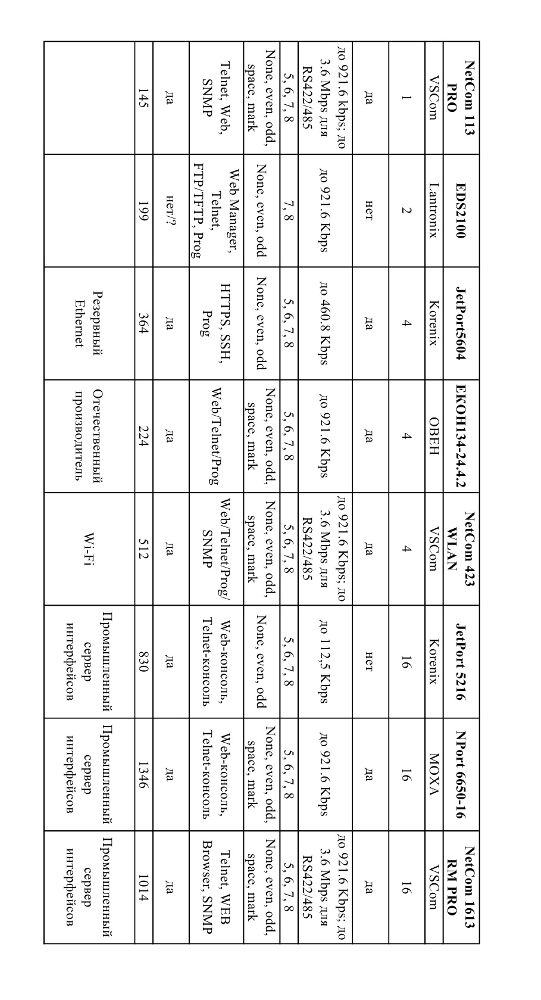 NetCom 113
PRO
EDS2100
JetPort5604
ЕКОН134-24.4.2
NetCom 423
WLAN
JetPort 5216
NPort 6650-16
NetCom 1613
RM PRO
VSCom
Lantronix
Korenix
ОВЕН
VSCom
Korenix
MOXA
VSCom
1
2
4
4
4
16
16
16
да
нет
да
да
да
нет
да
да
до 921.6 kbps; до
3.6 Mbps для
RS422/485
до 921.6 Kbps
до 460.8 Kbps
до 921.6 Kbps
до 921.6 Kbps; до
3.6 Mbps для
RS422/485
до 112,5 Kbps
до 921.6 Kbps
до 921.6 Kbps; до
3.6 Mbps для
RS422/485
5, 6, 7, 8
7, 8
5, 6, 7, 8
5, 6, 7, 8
5, 6, 7, 8
5, 6, 7, 8
5, 6, 7, 8
5, 6, 7, 8
None, even, odd,
space, mark
None, even, odd
None, even, odd
None, even, odd,
space, mark
None, even, odd,
space, mark
None, even, odd
None, even, odd,
space, mark
None, even, odd,
space, mark
Telnet, Web,
SNMP
Web Manager,
Telnet,
FTP/TFTP, Prog
HTTPS, SSH,
Prog
Web/Telnet/Prog
Web/Telnet/Prog/
SNMP
Web-консоль,
Telnet-консоль
Web-консоль,
Telnet-консоль
Telnet, WEB
Browser, SNMP
да
нет/?
да
да
да
да
да
да
145
199
364
224
512
830
1346
1014
Резервный
Ethernet
Отечественный
производитель
Wi-Fi
Промышленный
сервер
интерфейсов
Промышленный
сервер
интерфейсов
Промышленный
сервер
интерфейсов